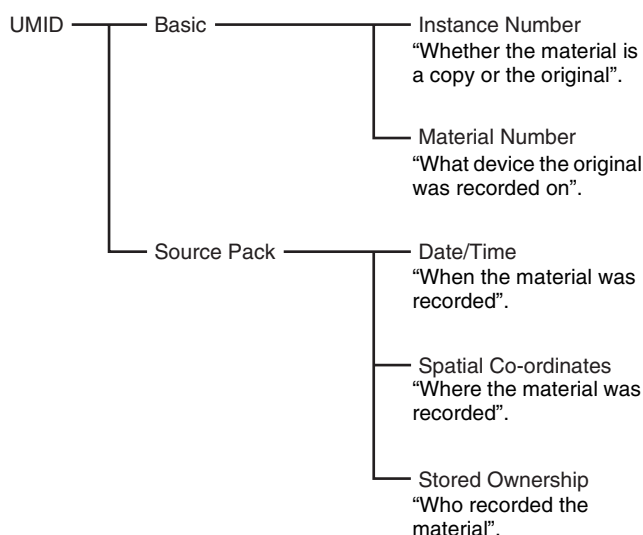 UMID Basic Instance Number
“Whether the material is
a copy or the original”.
Material Number
“What device the original
was recorded on”.
Source Pack Date/Time
“When the material was
recorded”.
Spatial Co-ordinates
“Where the material was
recorded”.
Stored Ownership
“Who recorded the
material”.